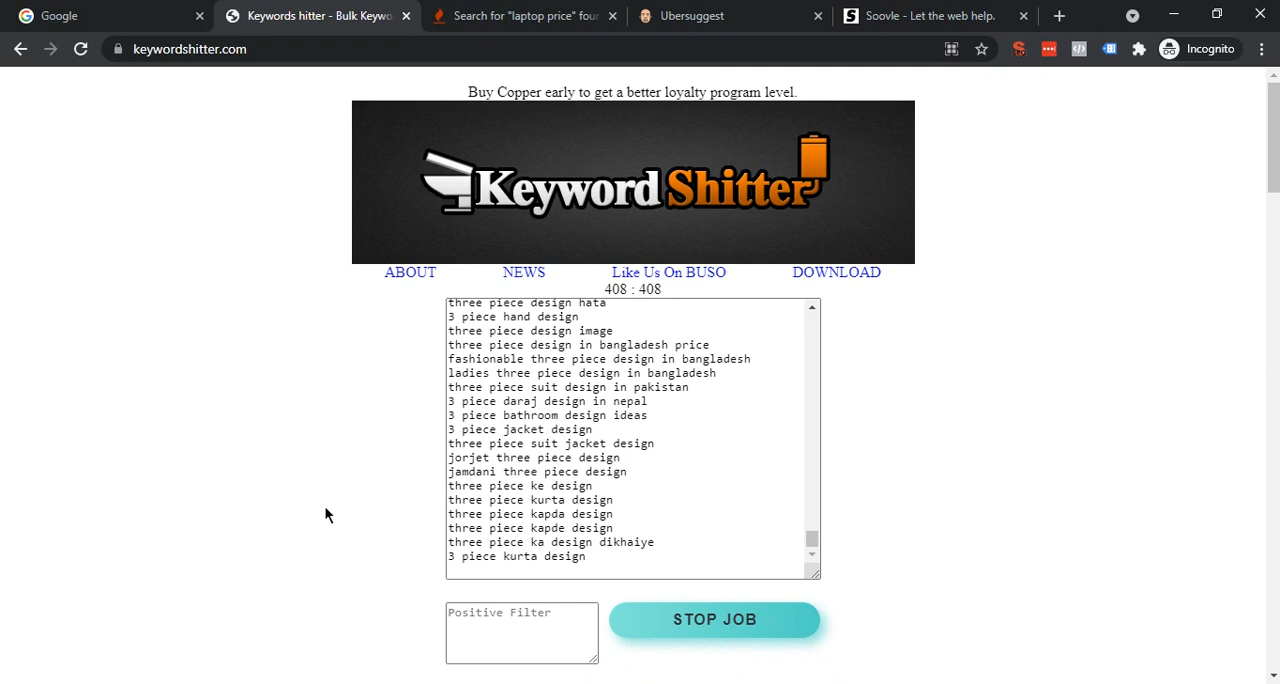 Google
Keywords hitter - Bulk Keywo
Search for "laptop price" four
Ubersuggest
Soovle - Let the web help.
keywordshitter.com
Incognito
Buy Copper early to get a better loyalty program level.
Keyword Shitter
ABOUT NEWS Like Us On BUSO DOWNLOAD
408 : 408
three piece design hata
3 piece hand design
three piece design image
three piece design in bangladesh price
fashionable three piece design in bangladesh
ladies three piece design in bangladesh
three piece suit design in pakistan
3 piece daraj design in nepal
3 piece bathroom design ideas
3 piece jacket design
three piece suit jacket design
jorjet three piece design
jamdani three piece design
three piece ke design
three piece kurta design
three piece kapda design
three piece kapde design
three piece ka design dikhaiye
3 piece kurta design
Positive Filter
STOP JOB